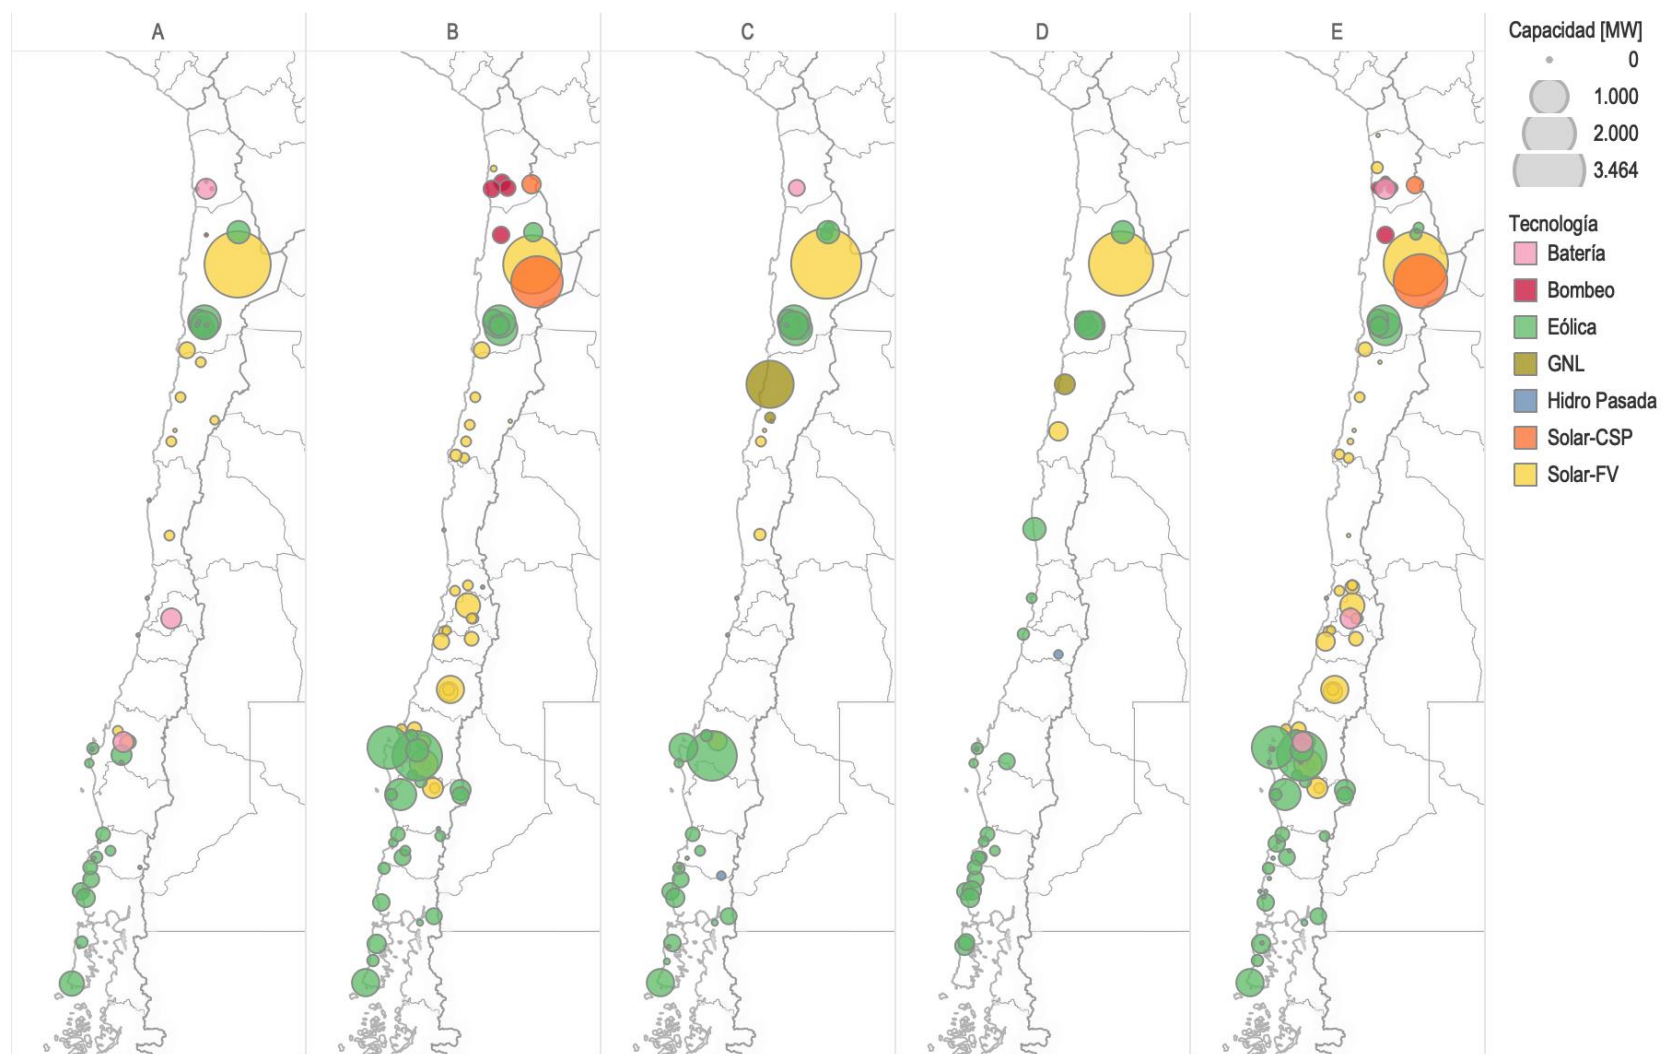 A
B
C
D
E
Capacidad [MW]
0
1.000
2.000
3.464
Tecnología
Batería
Bombeo
Eólica
GNL
Hidro Pasada
Solar-CSP
Solar-FV